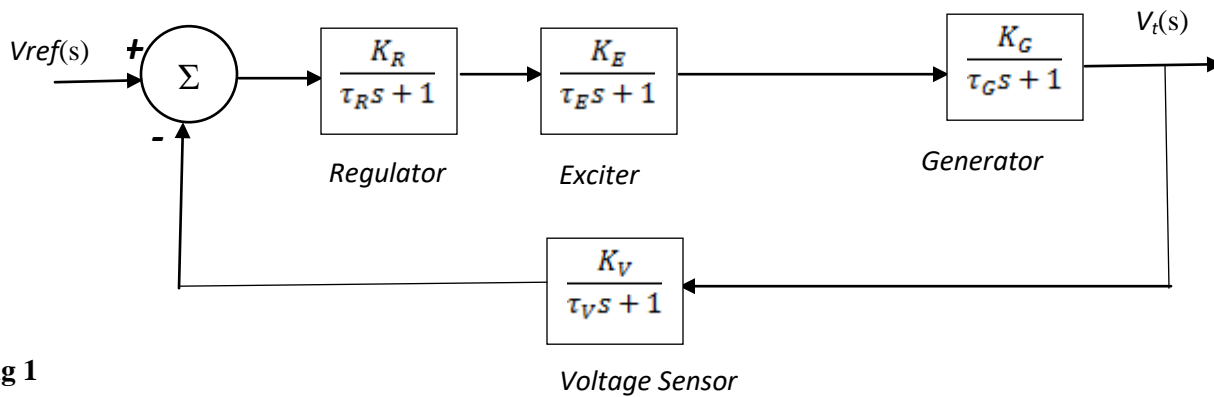 Vref(s)
+
Σ
-
K_R
τ_R s + 1
Regulator
K_E
τ_E s + 1
Exciter
K_G
τ_G s + 1
Generator
V_t(s)
K_V
τ_V s + 1
Voltage Sensor
g 1